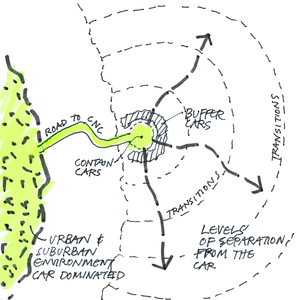 TRANSITIONS
ROAD TO CNC
BUFFER
CARS
CONTAIN
CARS
TRANSITIONS
URBAN &
SUBURBAN
ENVIRONMENT
CAR DOMINATED
LEVELS
OF SEPARATION
FROM THE
CAR